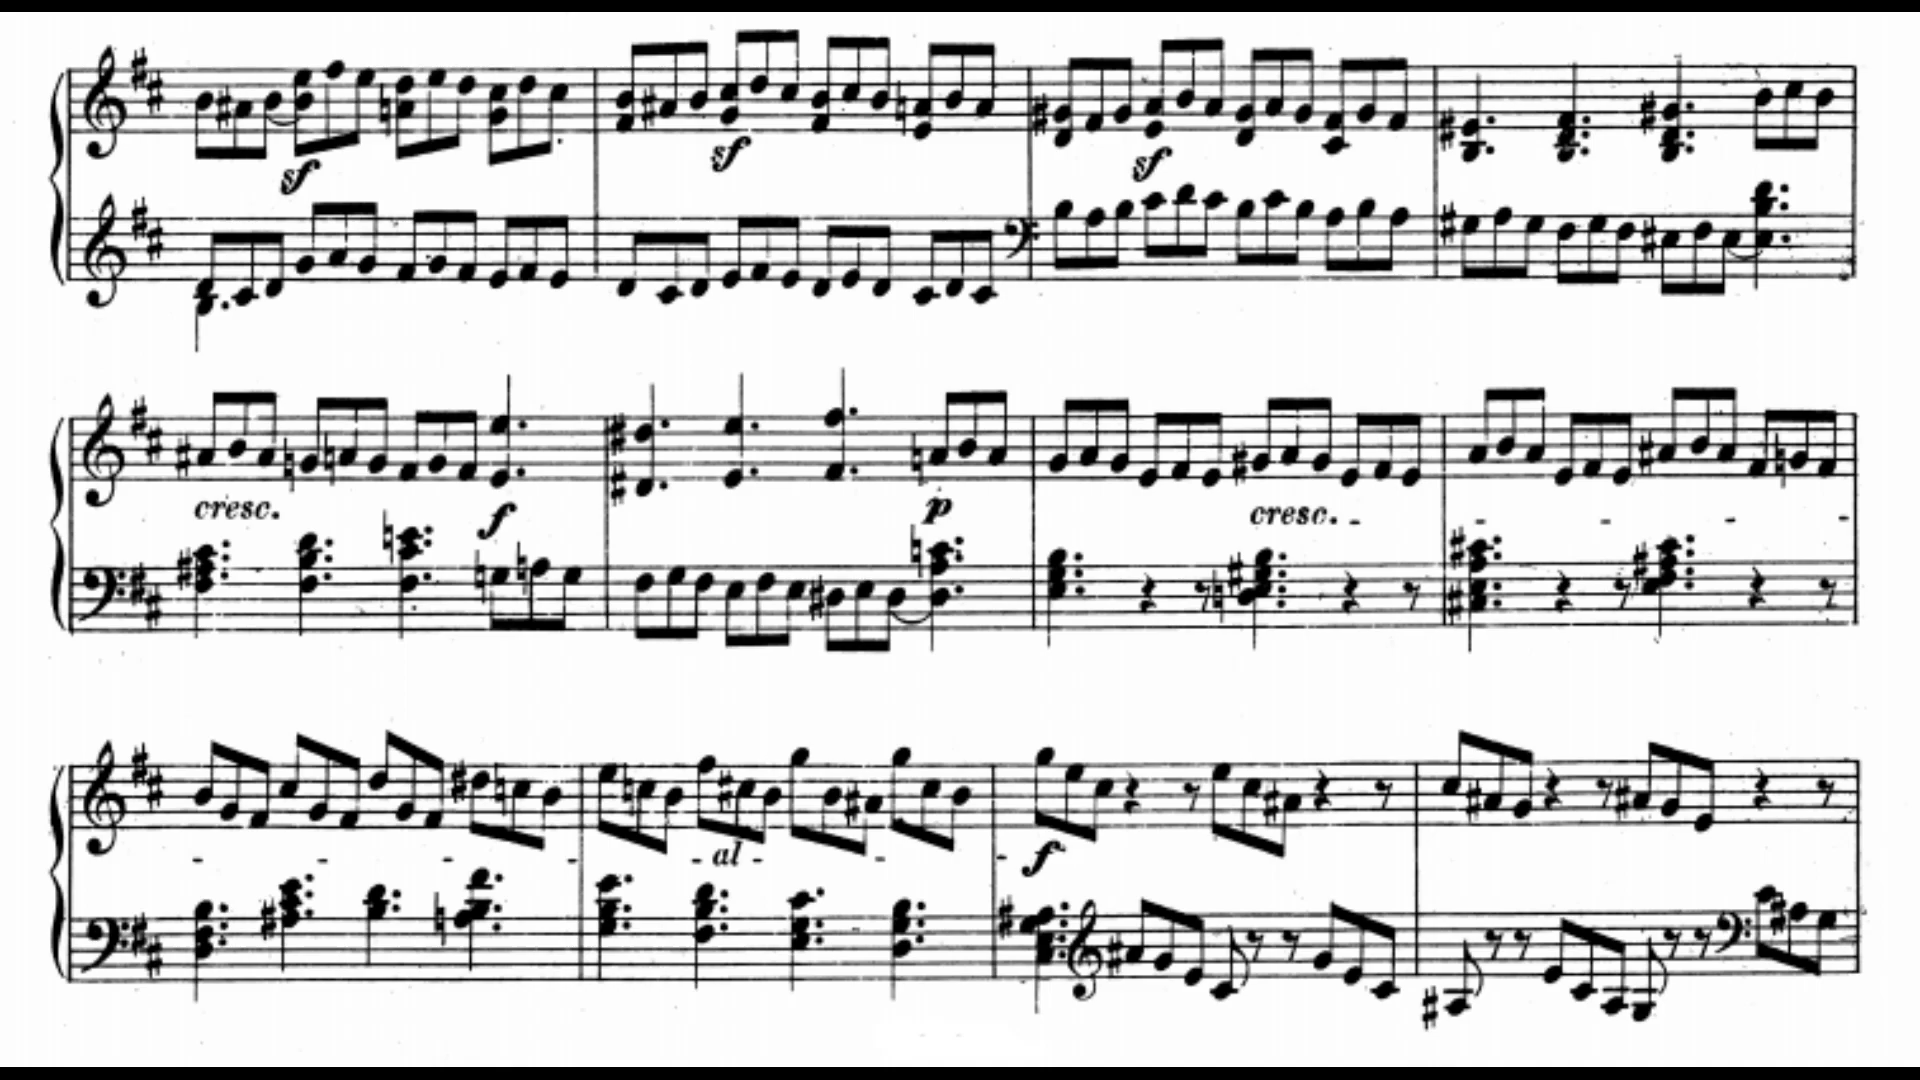 sf
sf
sf
cresc.
f
p
cresc. - - - - -
- - - - - al - - - f